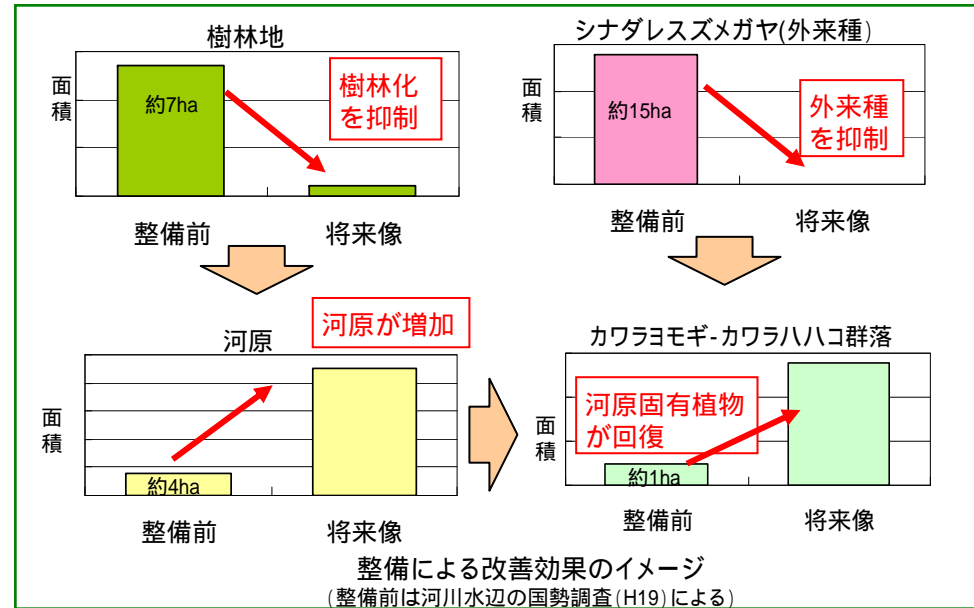 樹林地
面
積
約7ha
樹林化
を抑制
整備前
将来像
シナダレスズメガヤ(外来種)
面
積
約15ha
外来種
を抑制
整備前
将来像
河原が増加
河原
面
積
約4ha
整備前
将来像
カワラヨモギ-カワラハハコ群落
面
積
河原固有植物
が回復
約1ha
整備前
将来像
整備による改善効果のイメージ
(整備前は河川水辺の国勢調査(H19)による)